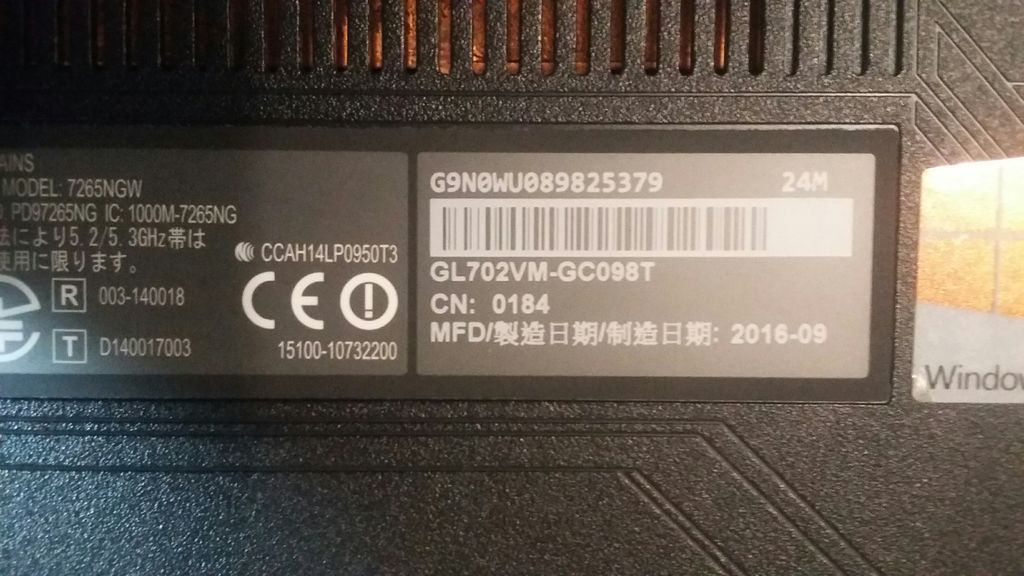 AINS
MODEL: 7265NGW
PD97265NG IC: 1000M-7265NG
により5.2/5.3GHz帯は
使用に限ります。
CCAH14LP0950T3
R 003-140018
CE
T D140017003
15100-10732200
G9N0WU089825379 24M
GL702VM-GC098T
CN: 0184
MFD/製造日期/制造日期: 2016-09
Window